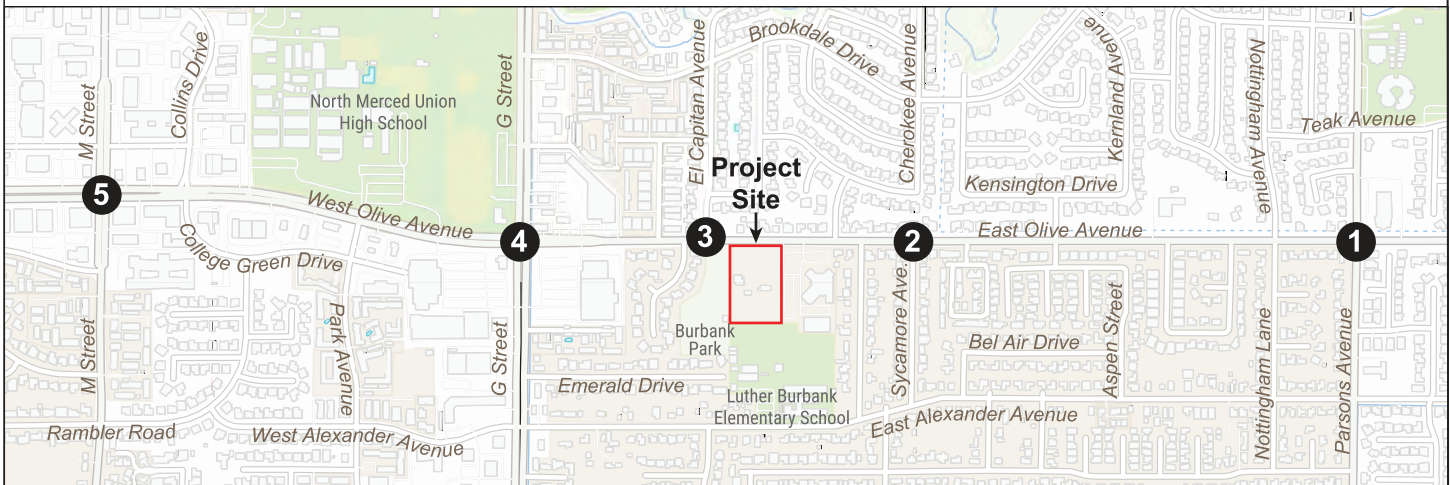 M Street
Collins Drive
North Merced Union
High School
G Street
El Capitan Avenue
Brookdale Drive
Cherokee Avenue
Kernland Avenue
Nottingham Avenue
Teak Avenue
Project
Site
Kensington Drive
5
West Olive Avenue
4
3
2
East Olive Avenue
1
College Green Drive
M Street
Park Avenue
G Street
Burbank
Park
Sycamore Ave.
Bel Air Drive
Aspen Street
Nottingham Lane
Parsons Avenue
Emerald Drive
Luther Burbank
Elementary School
East Alexander Avenue
Rambler Road
West Alexander Avenue